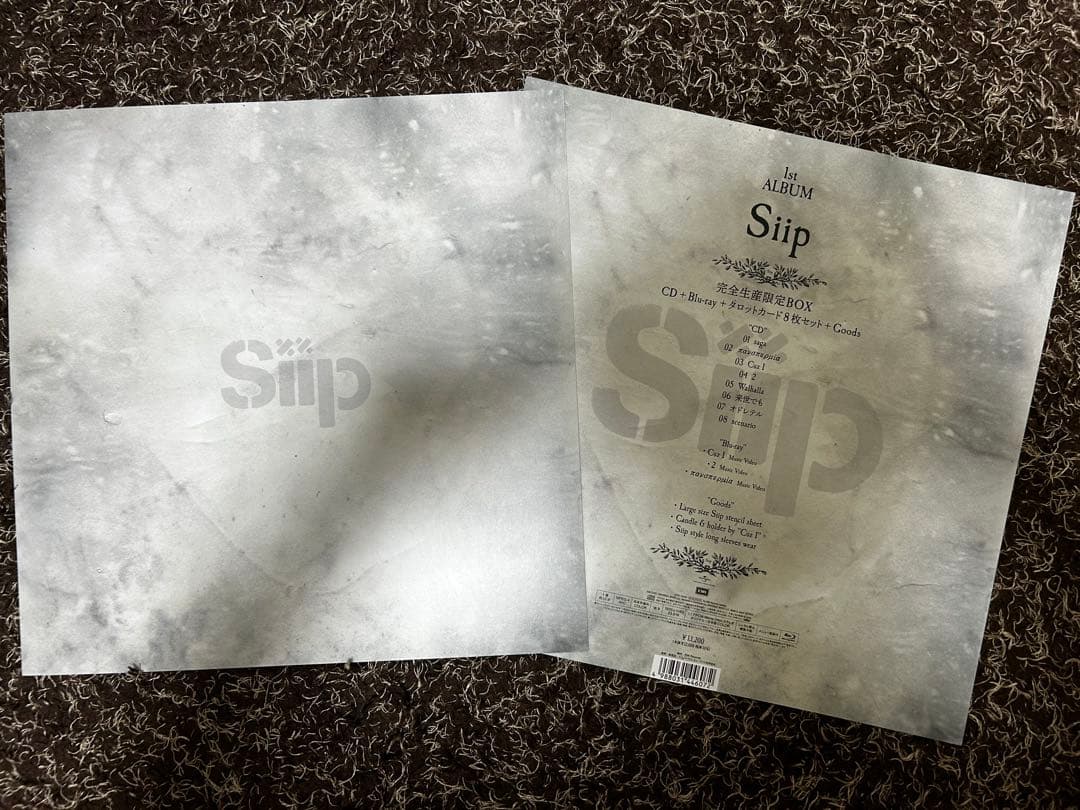 Siip
1st
ALBUM
Siip
完全生産限定BOX
CD+Blu-ray+タロットカード8枚セット+Goods
Siip
"CD"
01 saga
02 πανσπερμία
03 Cuz I
04 2
05 Walhalla
06 来世でも
07 オドレテル
08 scenario
"Blu-ray"
・Cuz I Music Video
・2 Music Video
・πανσπερμία Music Video
"Goods"
・Large size Siip stencil sheet
・Candle & holder by "Cuz I"
・Siip style long sleeves wear
EMI
¥13,200